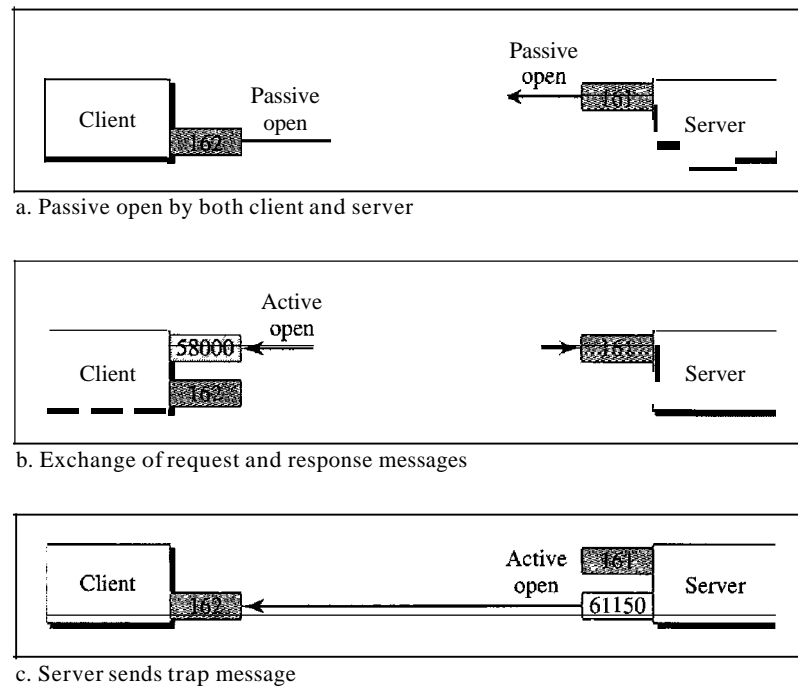 Passive
open
161
Client
Passive
open
162
Server
a. Passive open by both client and server
Active
open
58000
161
Client
162
Server
b. Exchange of request and response messages
Client
162
Active
open
161
61150
Server
c. Server sends trap message